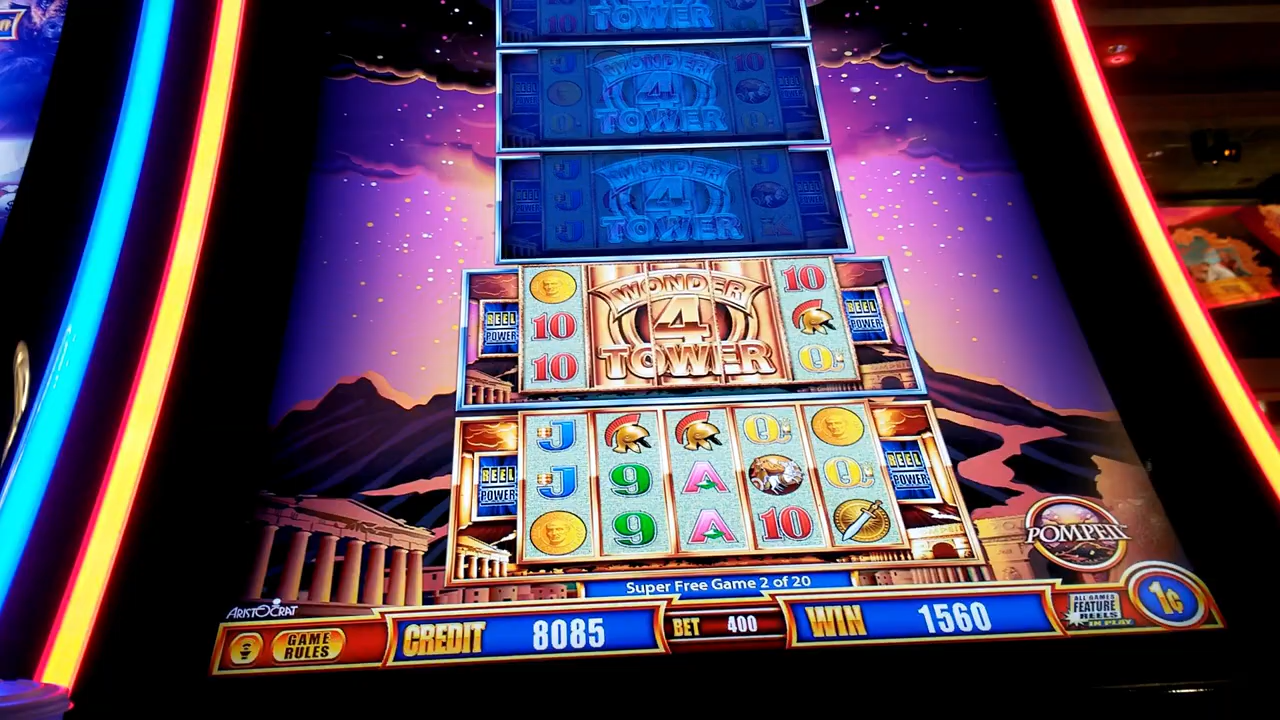 10 TOWER
J WONDER 10
4
TOWER
J WONDER J
J 4
J TOWER
WONDER 10
REEL POWER 10 4 REEL POWER
10 TOWER Q
J Q
REEL POWER J 9 A Q REEL POWER
9 A 10
POMPEII
Super Free Game 2 of 20
ARISTOCRAT
GAME RULES CREDIT 8085 BET 400 WIN 1560 ALL GAMES FEATURE REELS IN PLAY 1¢